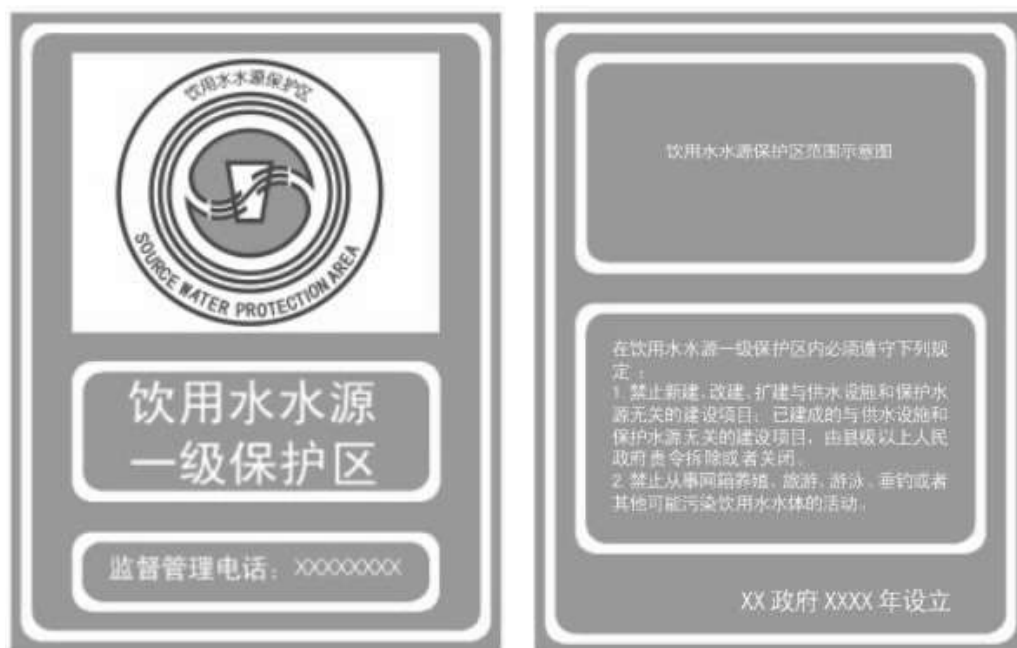 饮用水水源保护区
SOURCE WATER PROTECTION AREA
饮用水水源
一级保护区
监督管理电话：XXXXXXXX
饮用水水源保护区范围示意图
在饮用水水源一级保护区内必须遵守下列规
定：
1. 禁止新建、改建、扩建与供水设施和保护水
源无关的建设项目；已建成的与供水设施和
保护水源无关的建设项目，由县级以上人民
政府责令拆除或者关闭。
2. 禁止从事网箱养殖、旅游、游泳、垂钓或者
其他可能污染饮用水水体的活动。
XX 政府 XXXX 年设立